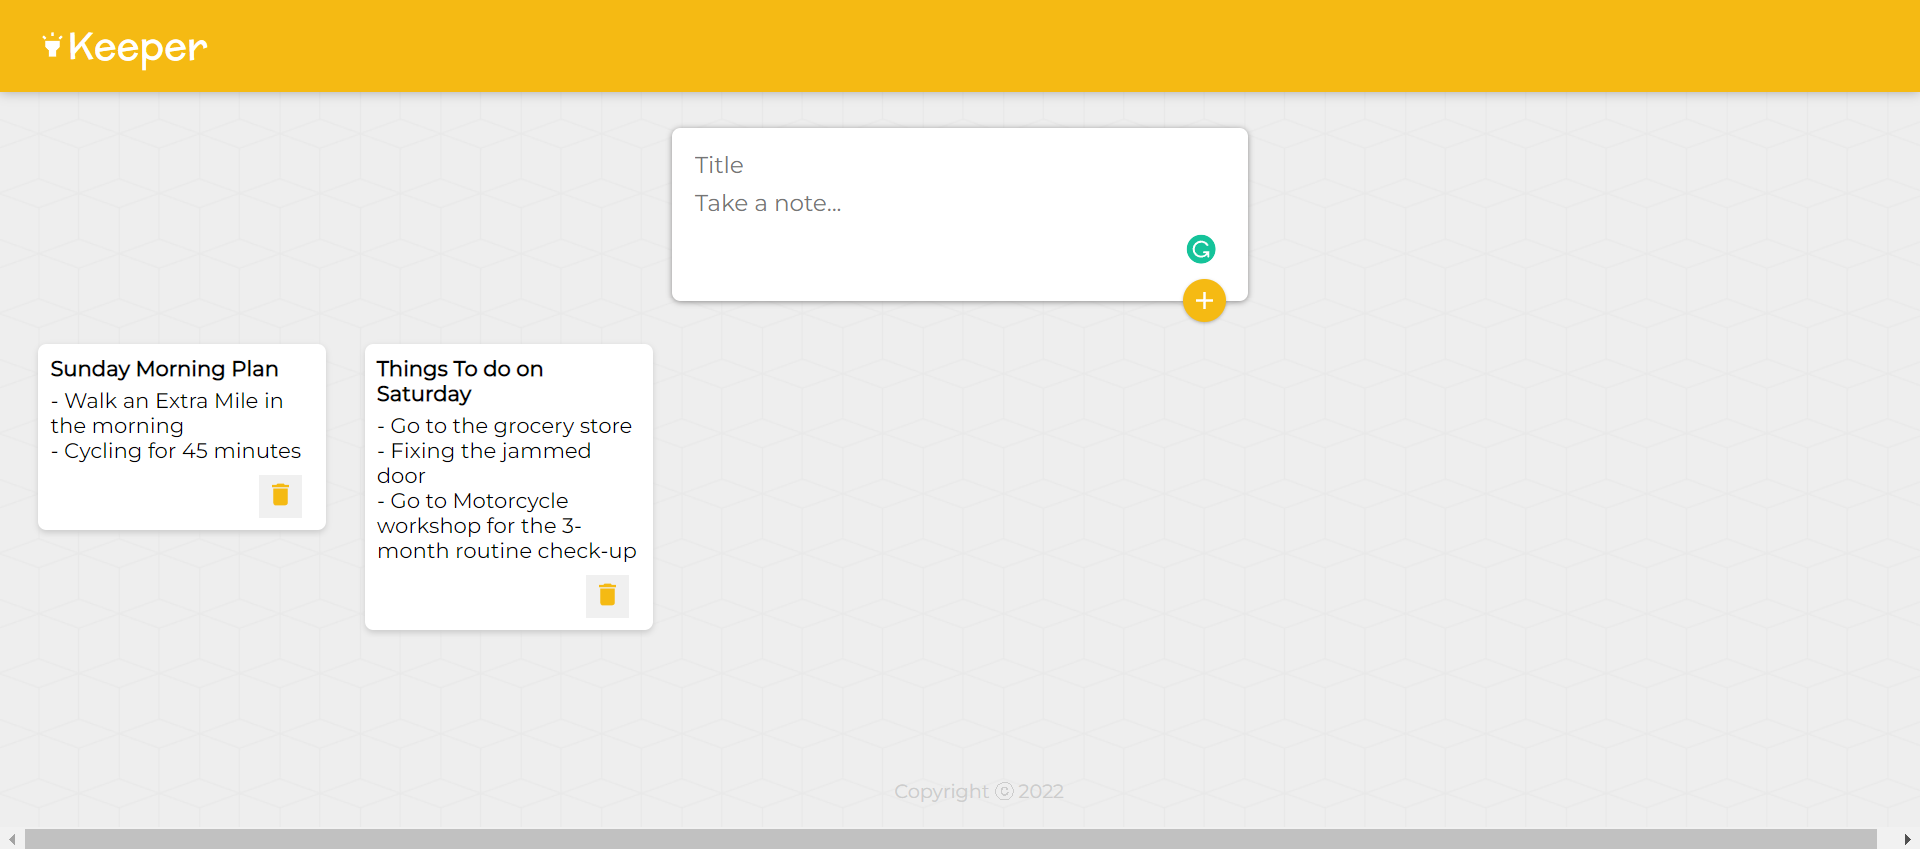 Keeper
Title
Take a note...
Sunday Morning Plan
- Walk an Extra Mile in
the morning
- Cycling for 45 minutes
Things To do on
Saturday
- Go to the grocery store
- Fixing the jammed
door
- Go to Motorcycle
workshop for the 3-
month routine check-up
Copyright ⓒ 2022